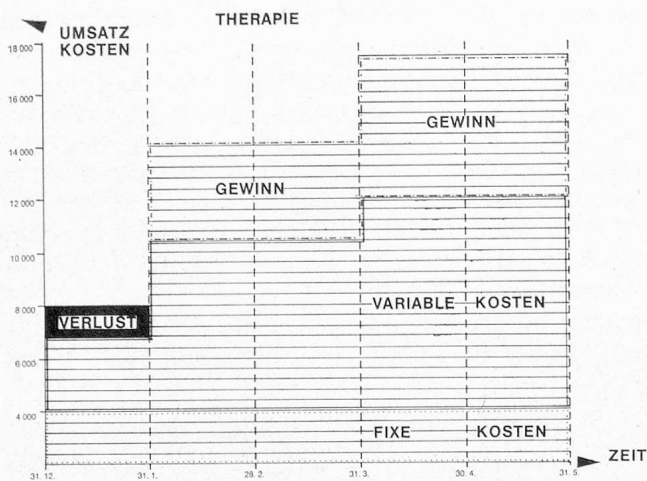 THERAPIE
UMSATZ
KOSTEN
18 000
16 000
14 000
12 000
10 000
8 000
6 000
4 000
GEWINN
GEWINN
VERLUST
VARIABLE KOSTEN
FIXE KOSTEN
ZEIT
31. 12.
31. 1.
28. 2.
31. 3.
30. 4.
31. 5.